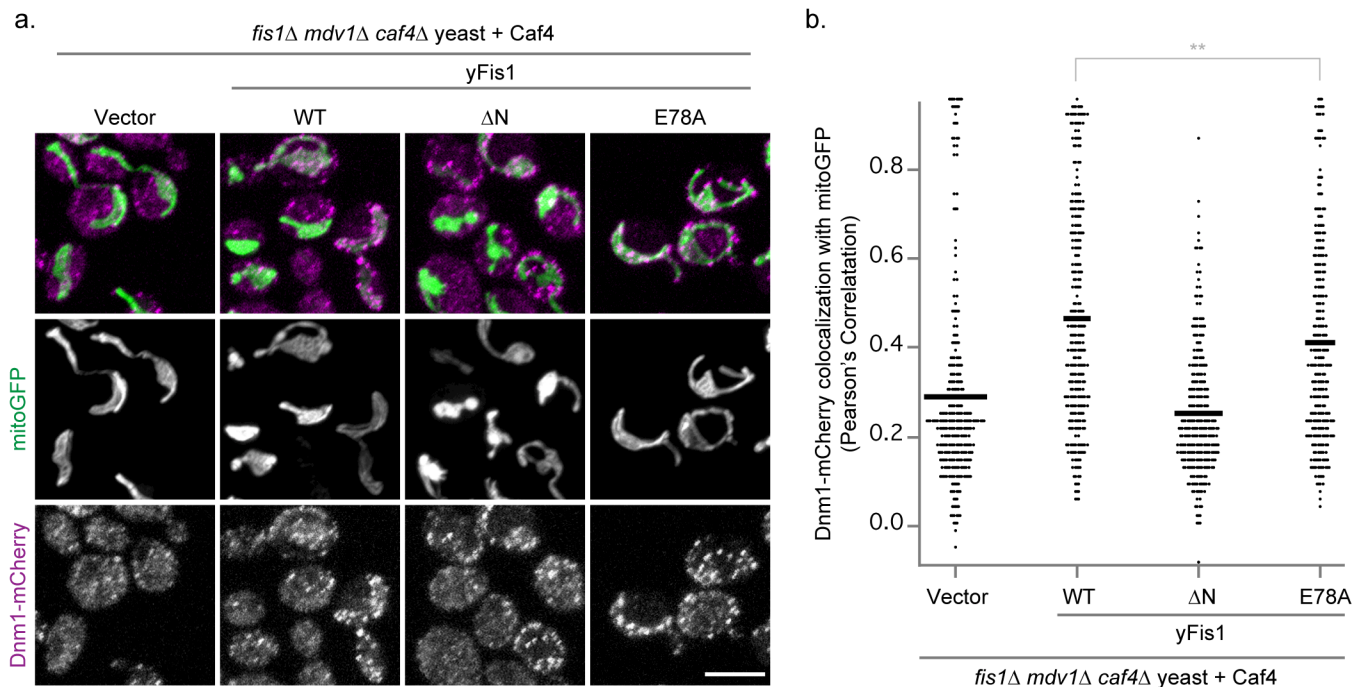 a.
fis1Δ mdv1Δ caf4Δ yeast + Caf4
yFis1
Vector
WT
ΔN
E78A
mitoGFP
Dnm1-mCherry
b.
**
Dnm1-mCherry colocalization with mitoGFP
(Pearson's Correlatation)
0.8
0.6
0.4
0.2
0.0
Vector
WT
ΔN
E78A
yFis1
fis1Δ mdv1Δ caf4Δ yeast + Caf4